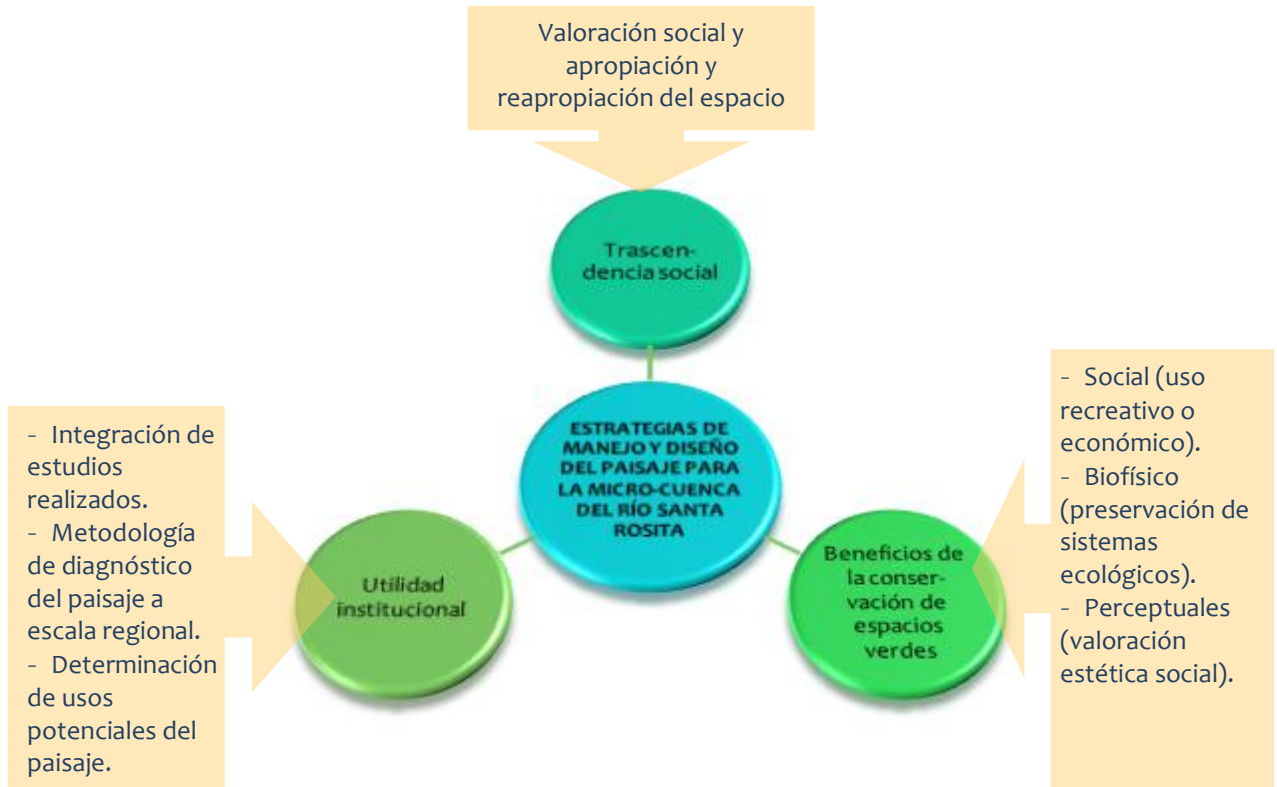 Valoración social y
apropiación y
reapropiación del espacio
Trascen-
dencia social
ESTRATEGIAS DE
MANEJO Y DISEÑO
DEL PAISAJE PARA
LA MICRO-CUENCA
DEL RÍO SANTA
ROSITA
- Integración de
estudios
realizados.
- Metodología
de diagnóstico
del paisaje a
escala regional.
- Determinación
de usos
potenciales del
paisaje.
Utilidad
institucional
Beneficios de
la conser-
vación de
espacios
verdes
- Social (uso
recreativo o
económico).
- Biofísico
(preservación de
sistemas
ecológicos).
- Perceptuales
(valoración
estética social).